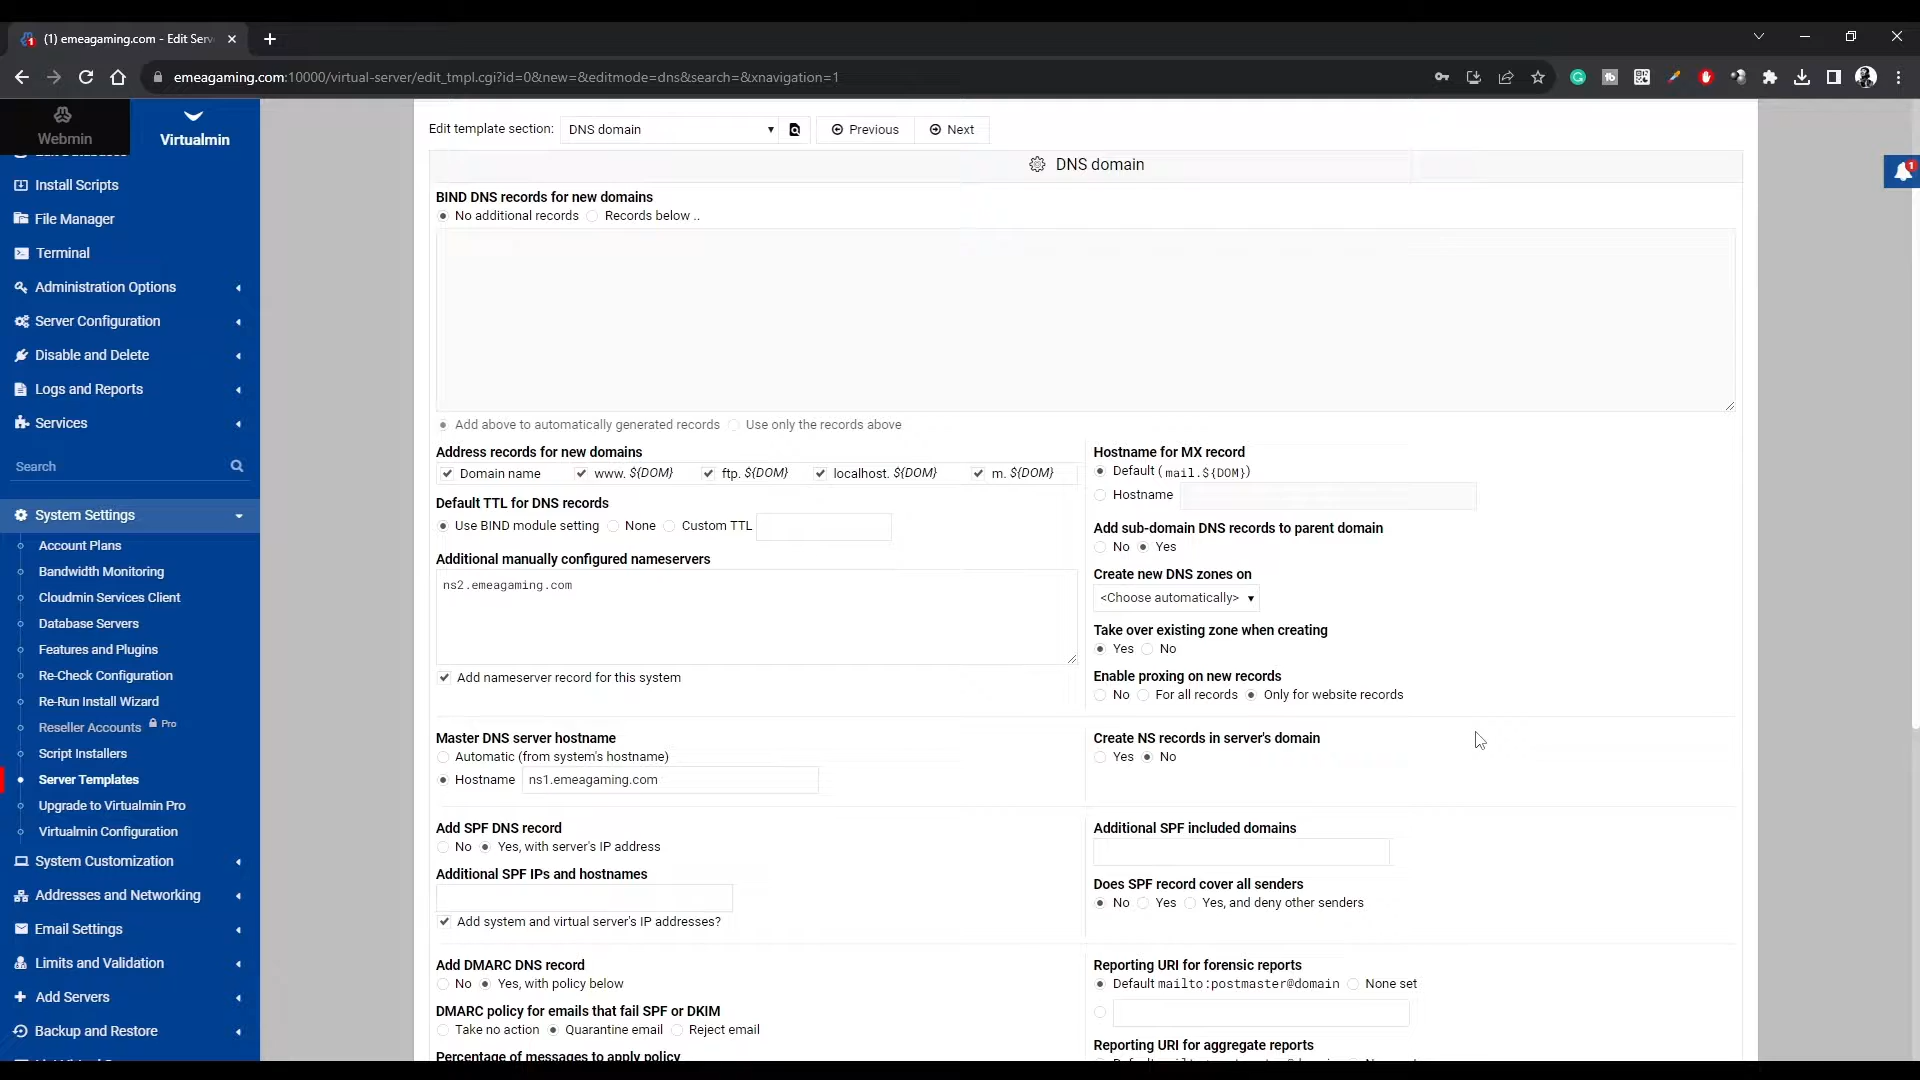 (1) emeagaming.com - Edit Serv
emeagaming.com:10000/virtual-server/edit_tmpl.cgi?id=0&new=&editmode=dns&search=&xnavigation=1
Webmin
Virtualmin
Install Scripts
File Manager
Terminal
Administration Options
Server Configuration
Disable and Delete
Logs and Reports
Services
Search
System Settings
Account Plans
Bandwidth Monitoring
Cloudmin Services Client
Database Servers
Features and Plugins
Re-Check Configuration
Re-Run Install Wizard
Reseller Accounts Pro
Script Installers
Server Templates
Upgrade to Virtualmin Pro
Virtualmin Configuration
System Customization
Addresses and Networking
Email Settings
Limits and Validation
Add Servers
Backup and Restore
Edit template section: DNS domain Previous Next
DNS domain
BIND DNS records for new domains
No additional records Records below ..
Add above to automatically generated records Use only the records above
Address records for new domains
Domain name www. ${DOM} ftp. ${DOM} localhost. ${DOM} m. ${DOM}
Default TTL for DNS records
Use BIND module setting None Custom TTL
Additional manually configured nameservers
ns2.emeagaming.com
Add nameserver record for this system
Hostname for MX record
Default (mail.${DOM})
Hostname
Add sub-domain DNS records to parent domain
No Yes
Create new DNS zones on
<Choose automatically>
Take over existing zone when creating
Yes No
Enable proxing on new records
No For all records Only for website records
Master DNS server hostname
Automatic (from system's hostname)
Hostname ns1.emeagaming.com
Create NS records in server's domain
Yes No
Add SPF DNS record
No Yes, with server's IP address
Additional SPF IPs and hostnames
Add system and virtual server's IP addresses?
Additional SPF included domains
Does SPF record cover all senders
No Yes Yes, and deny other senders
Add DMARC DNS record
No Yes, with policy below
DMARC policy for emails that fail SPF or DKIM
Take no action Quarantine email Reject email
Percentage of messages to apply policy
Reporting URI for forensic reports
Default mailto:postmaster@domain None set
Reporting URI for aggregate reports
1